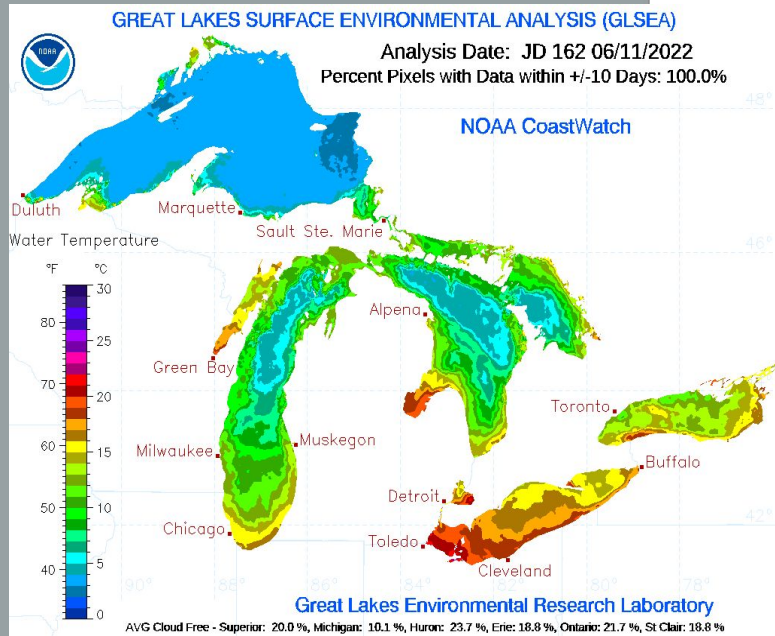 GREAT LAKES SURFACE ENVIRONMENTAL ANALYSIS (GLSEA)
NOAA
Analysis Date: JD 162 06/11/2022
Percent Pixels with Data within +/-10 Days: 100.0%
48°
NOAA CoastWatch
Duluth
Marquette
Sault Ste. Marie
Water Temperature
46°
°F °C
30
80
25
70
20
60
15
50
10
40
5
0
Alpena
Green Bay
Toronto
Milwaukee
Muskegon
Buffalo
Detroit
42°
Chicago
Toledo
Cleveland
90° 88° 86° 84° 82° 80° 78°
Great Lakes Environmental Research Laboratory
AVG Cloud Free - Superior: 20.0 %, Michigan: 10.1 %, Huron: 23.7 %, Erie: 18.8 %, Ontario: 21.7 %, St Clair: 18.8 %